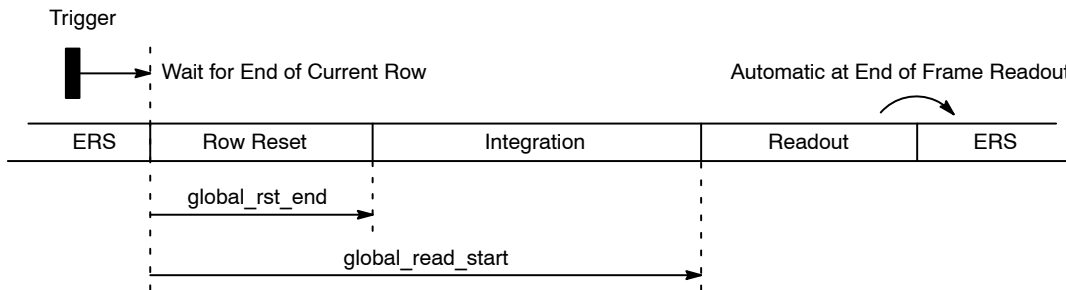 Trigger
Wait for End of Current Row
Automatic at End of Frame Readout
ERS Row Reset Integration Readout ERS
global_rst_end
global_read_start